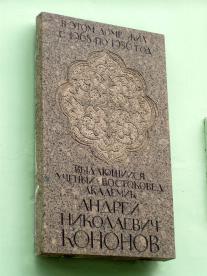 В ЭТОМ ДОМЕ ЖИЛ
С 1968 ПО 1986 ГОД
ВЫДАЮЩИЙСЯ
УЧЕНЫЙ-ВОСТОКОВЕД
АКАДЕМИК
АНДРЕЙ
НИКОЛАЕВИЧ
КОНОНОВ